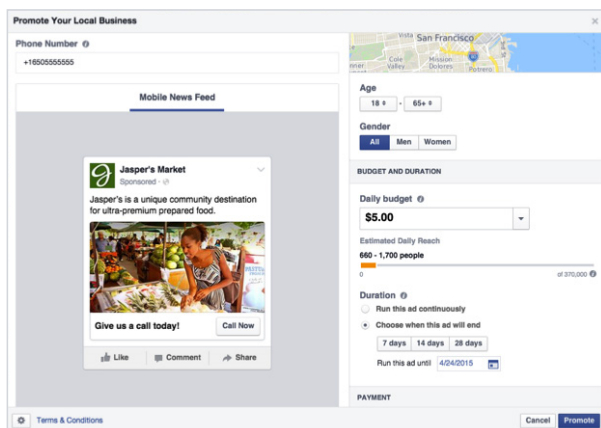 Promote Your Local Business
Phone Number
+16505555555
Mobile News Feed
Jasper's Market
Sponsored ·
Jasper's is a unique community destination
for ultra-premium prepared food.
Give us a call today!
Call Now
Like
Comment
Share
Vista
San Francisco
Cole
Valley
Mission
Dolores
Potrero
Age
18 - 65+
Gender
All Men Women
BUDGET AND DURATION
Daily budget
$5.00
Estimated Daily Reach
660 - 1,700 people
0 of 370,000
Duration
Run this ad continuously
Choose when this ad will end
7 days 14 days 28 days
Run this ad until 4/24/2015
PAYMENT
Terms & Conditions
Cancel Promote